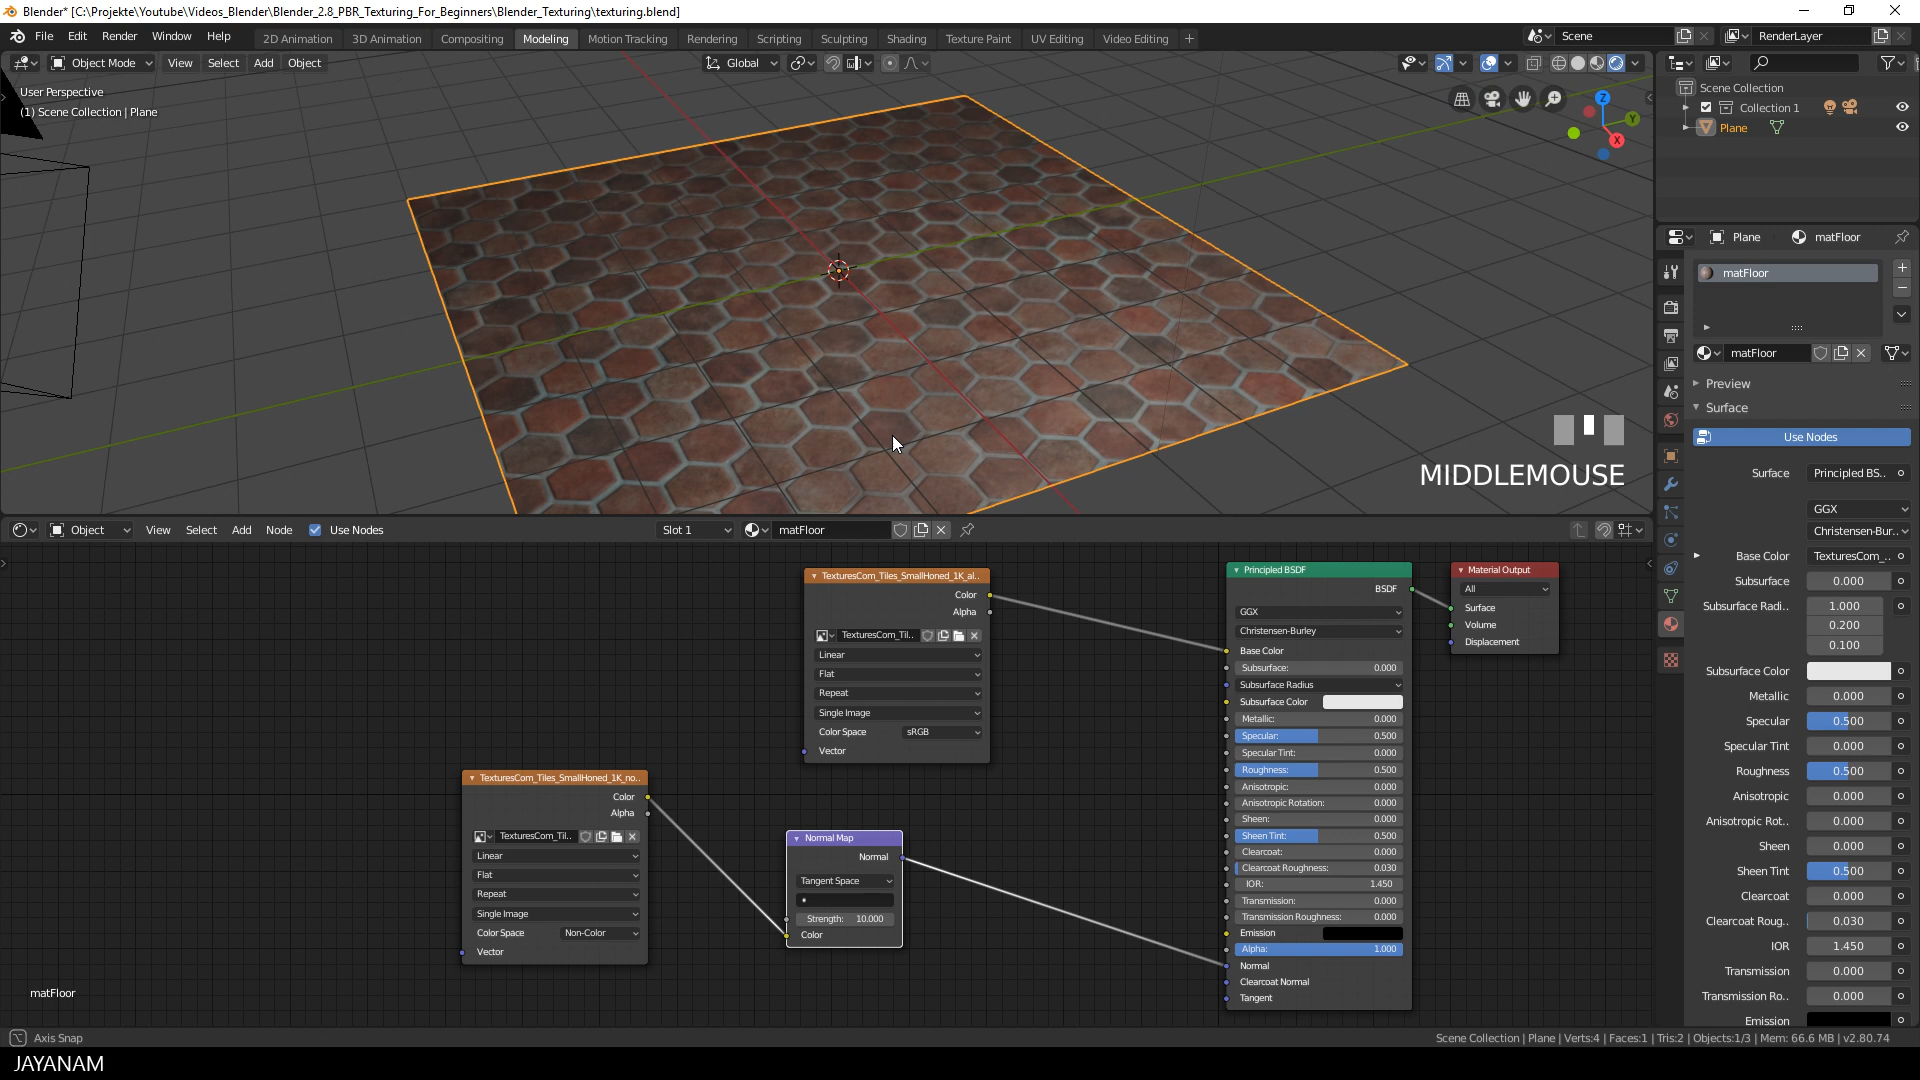 Blender* [C:\Projekte\Youtube\Videos_Blender\Blender_2.8_PBR_Texturing_For_Beginners\Blender_Texturing\texturing.blend]
File Edit Render Window Help 2D Animation 3D Animation Compositing Modeling Motion Tracking Rendering Scripting Sculpting Shading Texture Paint UV Editing Video Editing + Scene RenderLayer
Object Mode View Select Add Object Global
User Perspective
(1) Scene Collection | Plane
Z
Y
X
MIDDLEMOUSE
Scene Collection
Collection 1
Plane
Plane matFloor
matFloor
matFloor
Preview
Surface
Use Nodes
Surface Principled BS..
GGX
Christensen-Bur..
Base Color TexturesCom_..
Subsurface 0.000
Subsurface Radi.. 1.000
0.200
0.100
Subsurface Color
Metallic 0.000
Specular 0.500
Specular Tint 0.000
Roughness 0.500
Anisotropic 0.000
Anisotropic Rot.. 0.000
Sheen 0.000
Sheen Tint 0.500
Clearcoat 0.000
Clearcoat Roug.. 0.030
IOR 1.450
Transmission 0.000
Transmission Ro.. 0.000
Emission
Object View Select Add Node Use Nodes Slot 1 matFloor
TexturesCom_Tiles_SmallHoned_1K_al..
Color
Alpha
TexturesCom_Til..
Linear
Flat
Repeat
Single Image
Color Space sRGB
Vector
TexturesCom_Tiles_SmallHoned_1K_no..
Color
Alpha
TexturesCom_Til..
Linear
Flat
Repeat
Single Image
Color Space Non-Color
Vector
Normal Map
Normal
Tangent Space
Strength: 10.000
Color
Principled BSDF
BSDF
GGX
Christensen-Burley
Base Color
Subsurface: 0.000
Subsurface Radius
Subsurface Color
Metallic: 0.000
Specular: 0.500
Specular Tint: 0.000
Roughness: 0.500
Anisotropic: 0.000
Anisotropic Rotation: 0.000
Sheen: 0.000
Sheen Tint: 0.500
Clearcoat: 0.000
Clearcoat Roughness: 0.030
IOR: 1.450
Transmission: 0.000
Transmission Roughness: 0.000
Emission
Alpha: 1.000
Normal
Clearcoat Normal
Tangent
Material Output
All
Surface
Volume
Displacement
matFloor
Axis Snap
Scene Collection | Plane | Verts:4 | Faces:1 | Tris:2 | Objects:1/3 | Mem: 66.6 MB | v2.80.74
JAYANAM